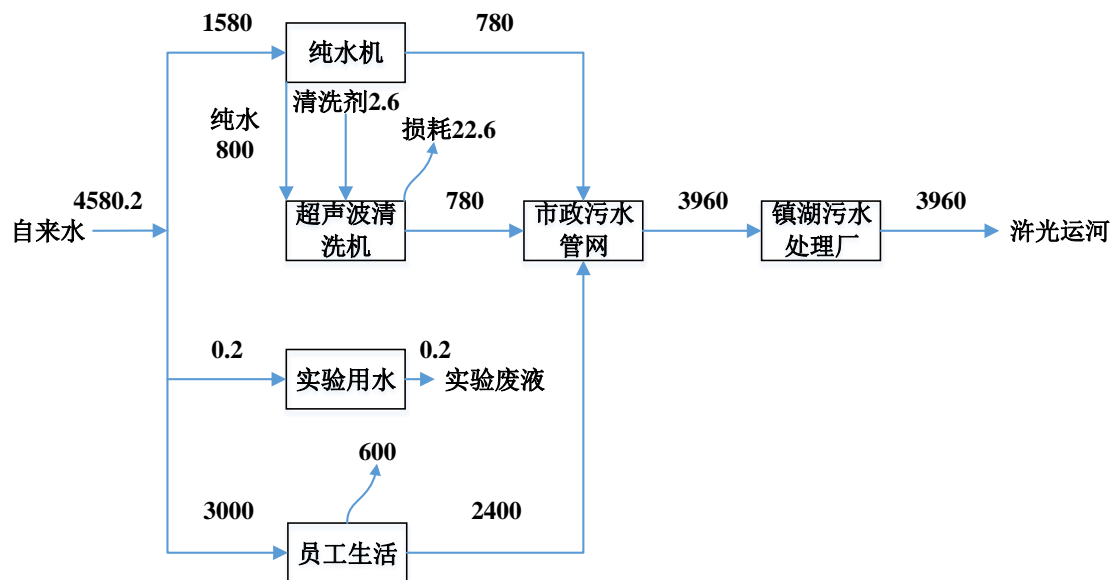 1580
780
纯水机
清洗剂2.6
纯水
800
损耗22.6
4580.2
自来水
超声波清
洗机
780
市政污水
管网
3960
镇湖污水
处理厂
3960
浒光运河
0.2
实验用水
0.2
实验废液
600
3000
员工生活
2400